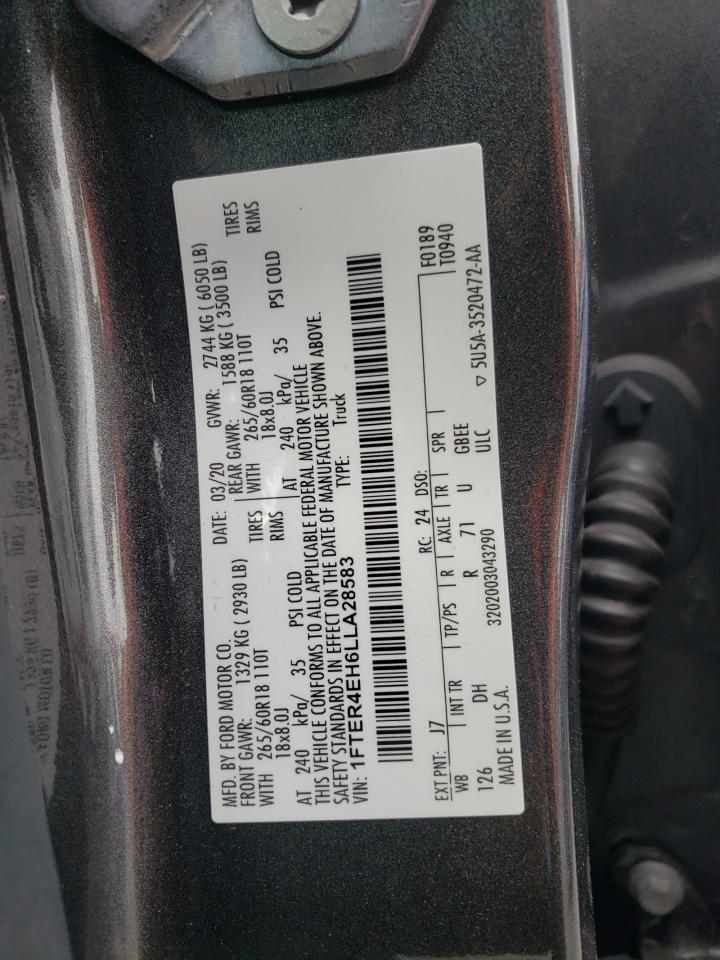 MFD. BY FORD MOTOR CO.
DATE: 03/20 GVWR: 2744 KG ( 6050 LB)
FRONT GAWR: 1329 KG ( 2930 LB) REAR GAWR: 1588 KG ( 3500 LB)
WITH 265/60R18 110T TIRES WITH 265/60R18 110T TIRES
18x8.0J RIMS 18x8.0J RIMS
AT 240 kPa/ 35 PSI COLD AT 240 kPa/ 35 PSI COLD
THIS VEHICLE CONFORMS TO ALL APPLICABLE FEDERAL MOTOR VEHICLE
SAFETY STANDARDS IN EFFECT ON THE DATE OF MANUFACTURE SHOWN ABOVE.
VIN: 1FTER4EH6LLA28583 TYPE: Truck
F0189
T0940
EXT PNT: J7 RC: 24 DSO:
WB INT TR TP/PS R AXLE TR SPR
126 DH R 71 U GBEE
MADE IN U.S.A. 3202003043290 ULC ▽ 5U5A-3520472-AA